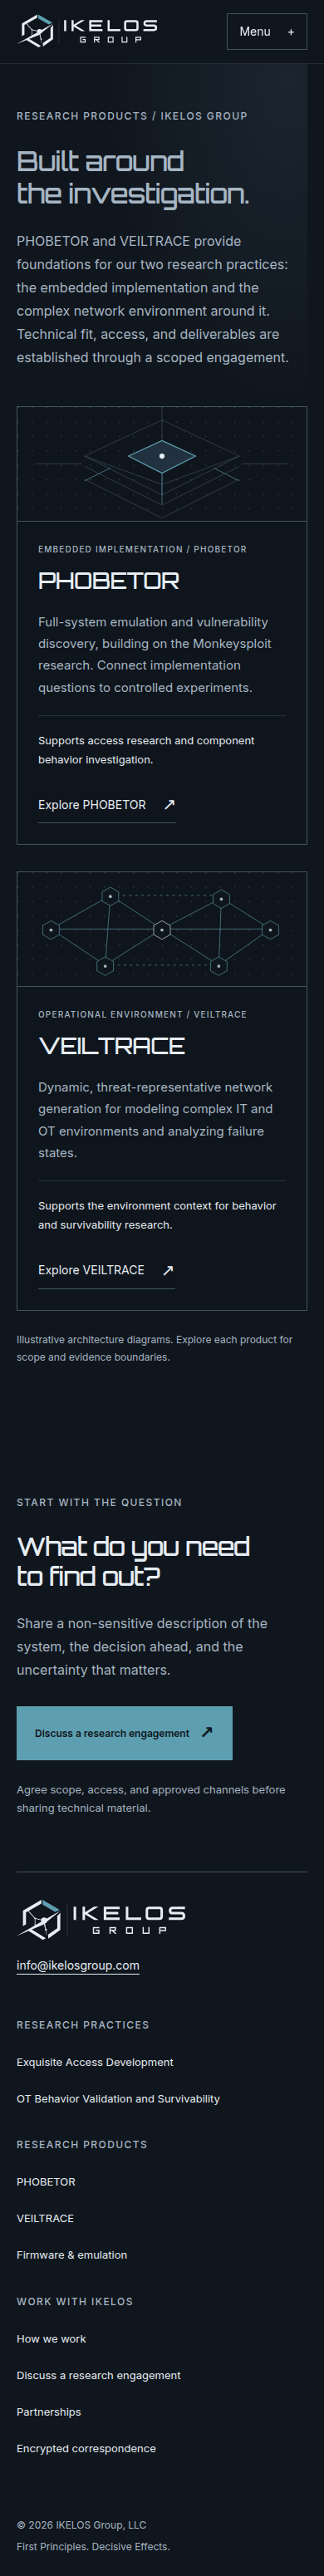 IKELOS
GROUP
Menu +
RESEARCH PRODUCTS / IKELOS GROUP
Built around
the investigation.
PHOBETOR and VEILTRACE provide
foundations for our two research practices:
the embedded implementation and the
complex network environment around it.
Technical fit, access, and deliverables are
established through a scoped engagement.
EMBEDDED IMPLEMENTATION / PHOBETOR
PHOBETOR
Full-system emulation and vulnerability
discovery, building on the Monkeysploit
research. Connect implementation
questions to controlled experiments.
Supports access research and component
behavior investigation.
Explore PHOBETOR ↗
OPERATIONAL ENVIRONMENT / VEILTRACE
VEILTRACE
Dynamic, threat-representative network
generation for modeling complex IT and
OT environments and analyzing failure
states.
Supports the environment context for behavior
and survivability research.
Explore VEILTRACE ↗
Illustrative architecture diagrams. Explore each product for
scope and evidence boundaries.
START WITH THE QUESTION
What do you need
to find out?
Share a non-sensitive description of the
system, the decision ahead, and the
uncertainty that matters.
Discuss a research engagement ↗
Agree scope, access, and approved channels before
sharing technical material.
IKELOS
GROUP
info@ikelosgroup.com
RESEARCH PRACTICES
Exquisite Access Development
OT Behavior Validation and Survivability
RESEARCH PRODUCTS
PHOBETOR
VEILTRACE
Firmware & emulation
WORK WITH IKELOS
How we work
Discuss a research engagement
Partnerships
Encrypted correspondence
© 2026 IKELOS Group, LLC
First Principles. Decisive Effects.